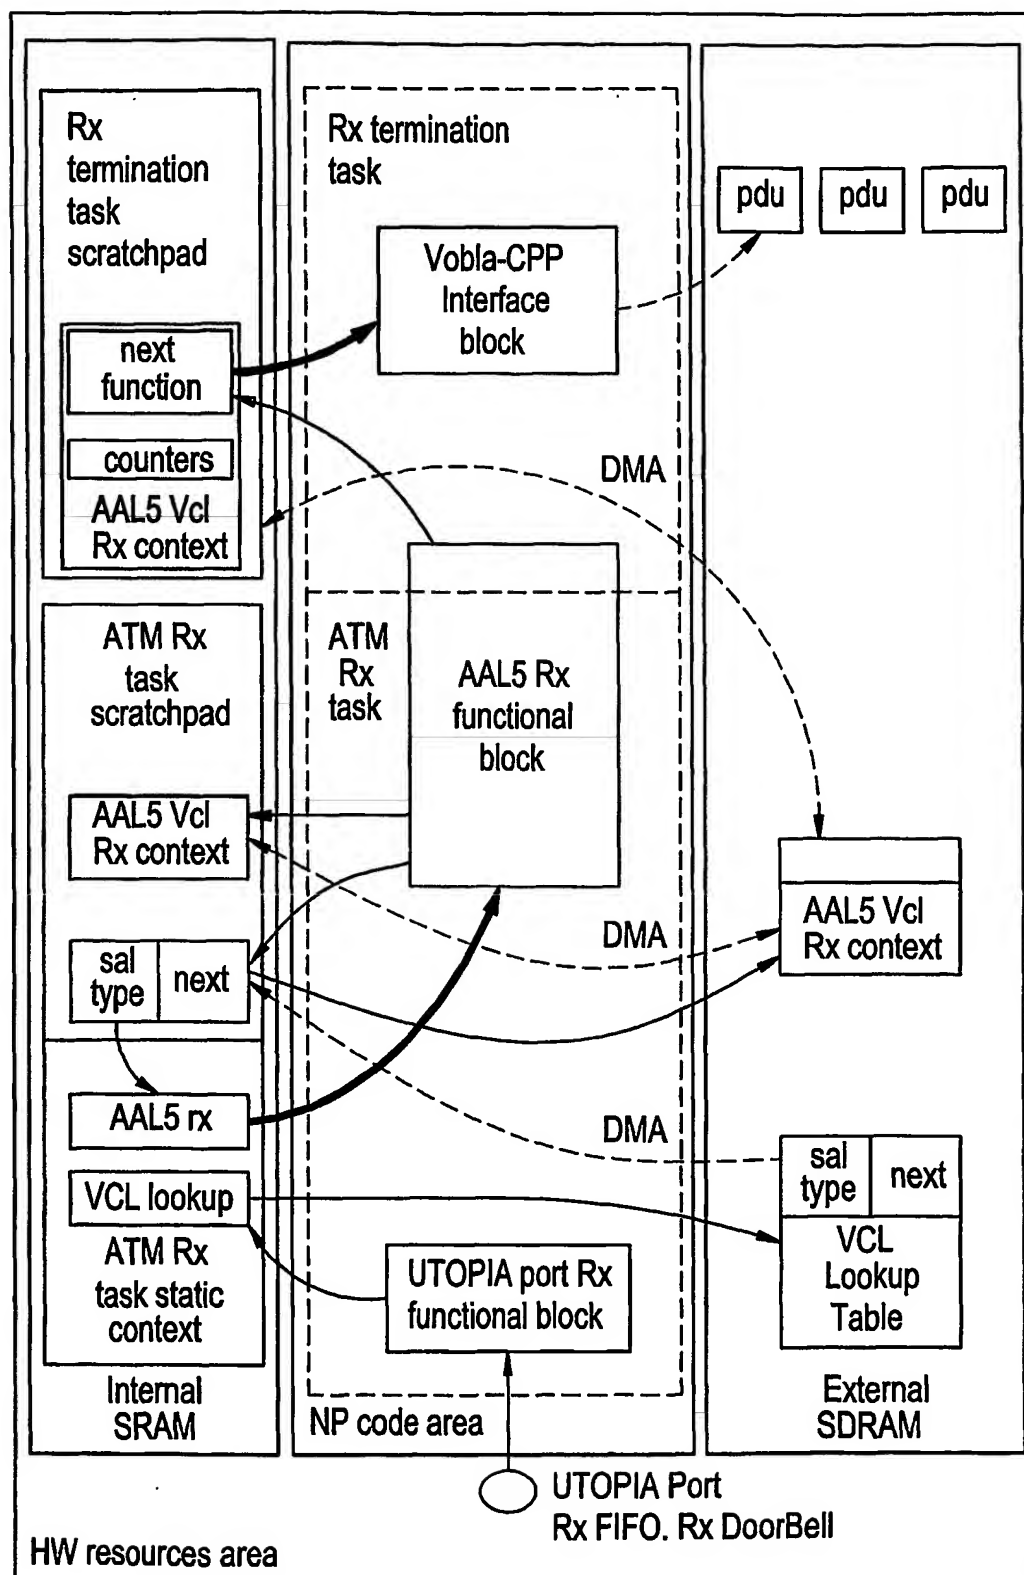 Rx
termination
task
scratchpad
next
function
counters
AAL5 Vcl
Rx context
ATM Rx
task
scratchpad
AAL5 Vcl
Rx context
sal
type
next
AAL5 rx
VCL lookup
ATM Rx
task static
context
Internal
SRAM
Rx termination
task
Vobla-CPP
Interface
block
DMA
ATM
Rx
task
AAL5 Rx
functional
block
DMA
DMA
UTOPIA port Rx
functional block
NP code area
pdu
pdu
pdu
AAL5 Vcl
Rx context
sal
type
next
VCL
Lookup
Table
External
SDRAM
UTOPIA Port
Rx FIFO. Rx DoorBell
HW resources area